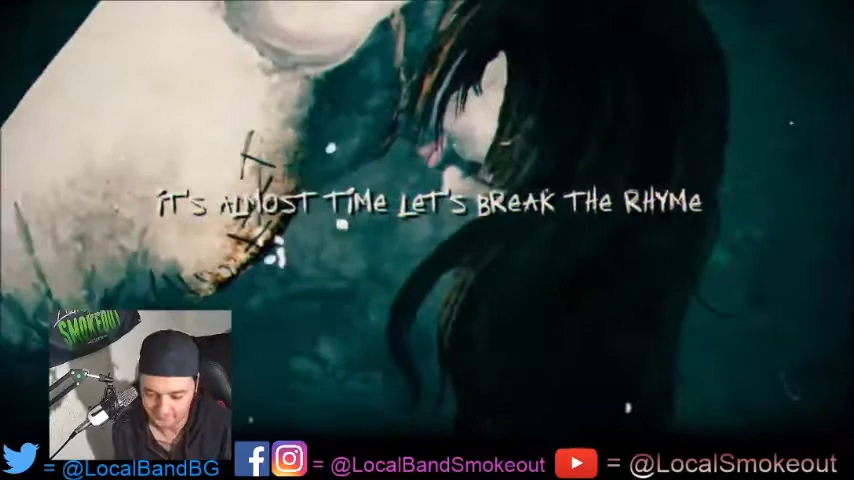 iT'S ALMOST TiMe LeT'S BReAK THe RHYMe
SMOKEOUT
= @LocalBandBG
= @LocalBandSmokeout
= @LocalSmokeout